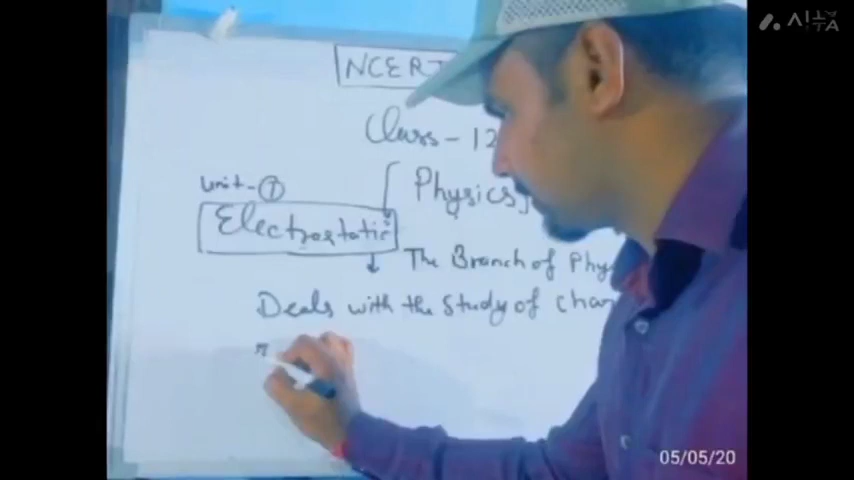 NCERT
Class-12
Unit-①
[Physics]
Electrostatic
↓ The Branch of Phy
Deals with the Study of Char
05/05/20